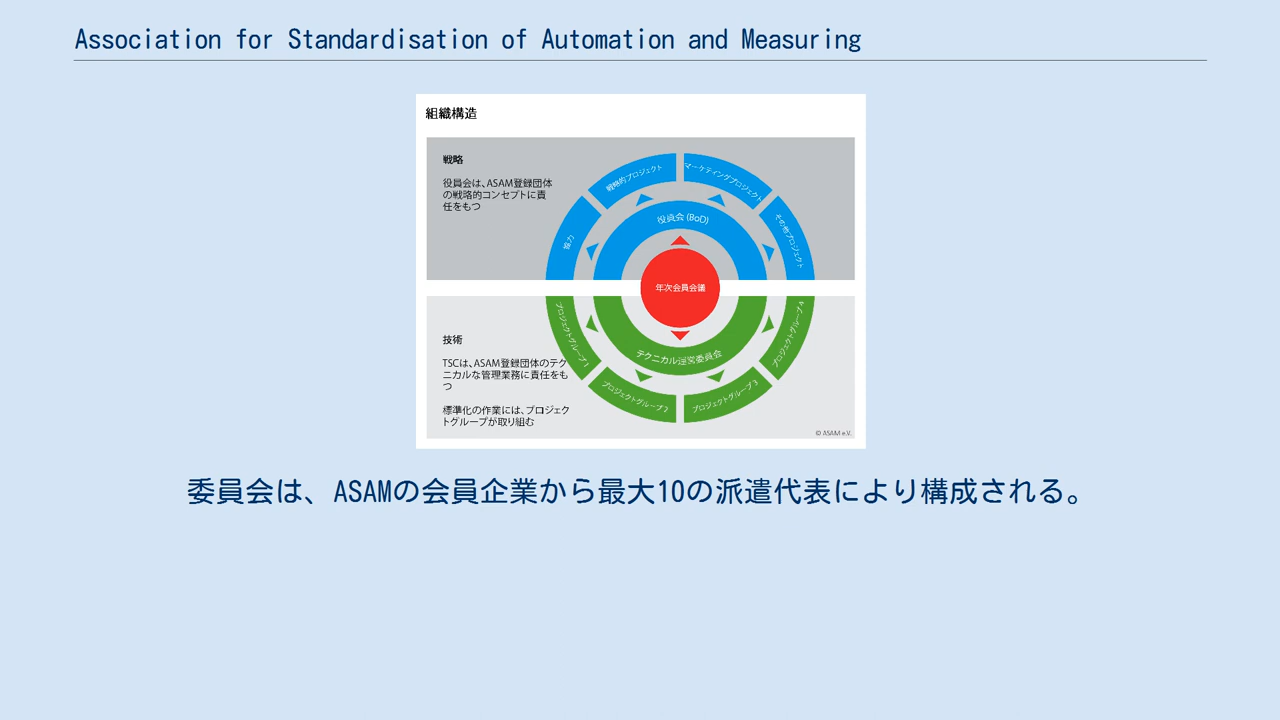 Association for Standardisation of Automation and Measuring
組織構造
戦略
役員会は、ASAM登録団体
の戦略的コンセプトに責
任をもつ
協力
戦略的プロジェクト
マーケティングプロジェクト
その他プロジェクト
役員会 (BoD)
年次会員会議
テクニカル運営委員会
プロジェクトグループ 1
プロジェクトグループ 2
プロジェクトグループ 3
プロジェクトグループ 4
技術
TSCは、ASAM登録団体のテク
ニカルな管理業務に責任をも
つ
標準化の作業には、プロジェク
トグループが取り組む
© ASAM e.V.
委員会は、ASAMの会員企業から最大10の派遣代表により構成される。